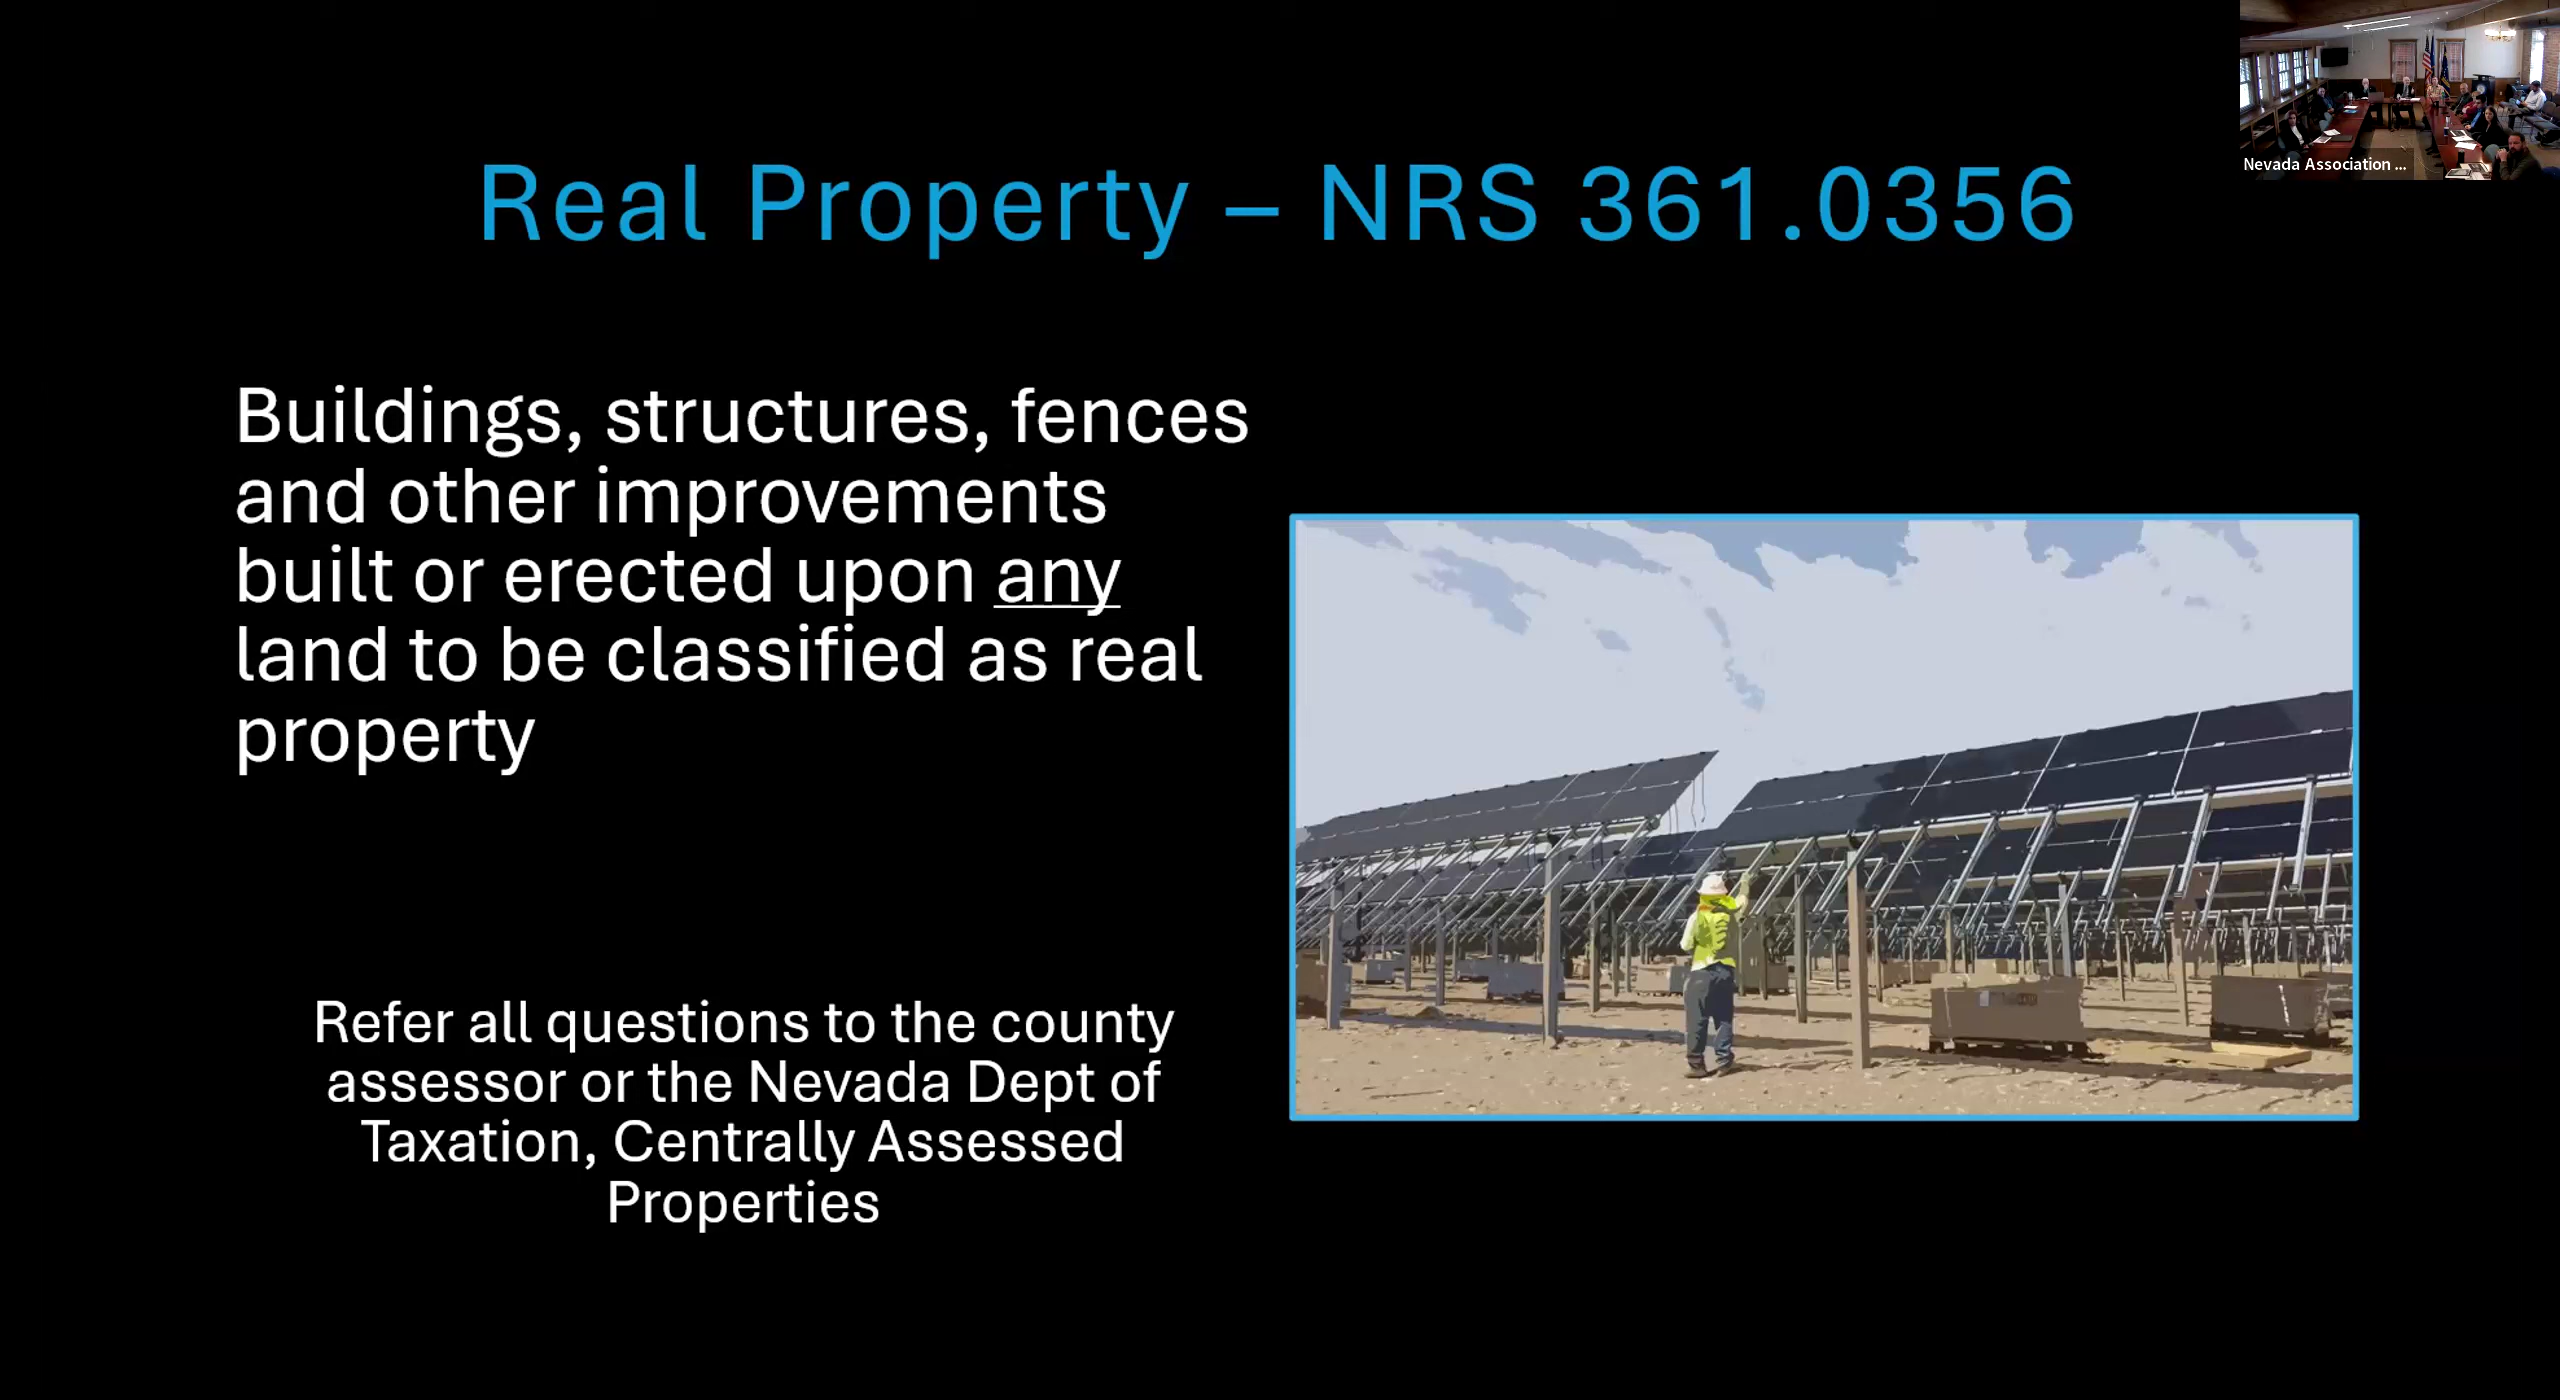 Nevada Association ...
Real Property – NRS 361.0356
Buildings, structures, fences
and other improvements
built or erected upon any
land to be classified as real
property
Refer all questions to the county
assessor or the Nevada Dept of
Taxation, Centrally Assessed
Properties